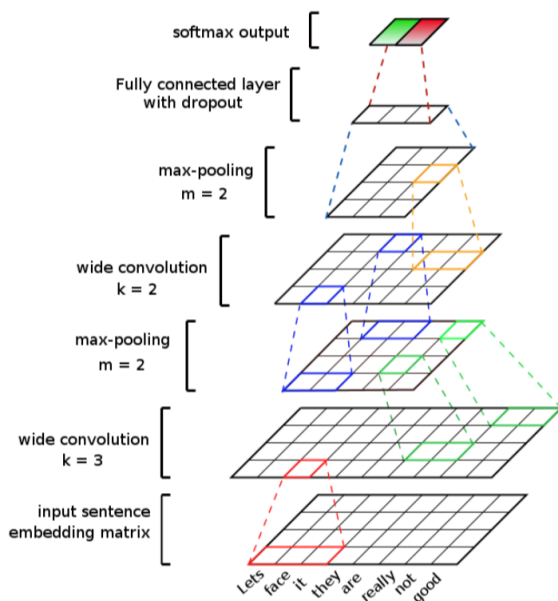 softmax output
Fully connected layer
with dropout
max-pooling
m = 2
wide convolution
k = 2
max-pooling
m = 2
wide convolution
k = 3
input sentence
embedding matrix
Lets face it they are really not good